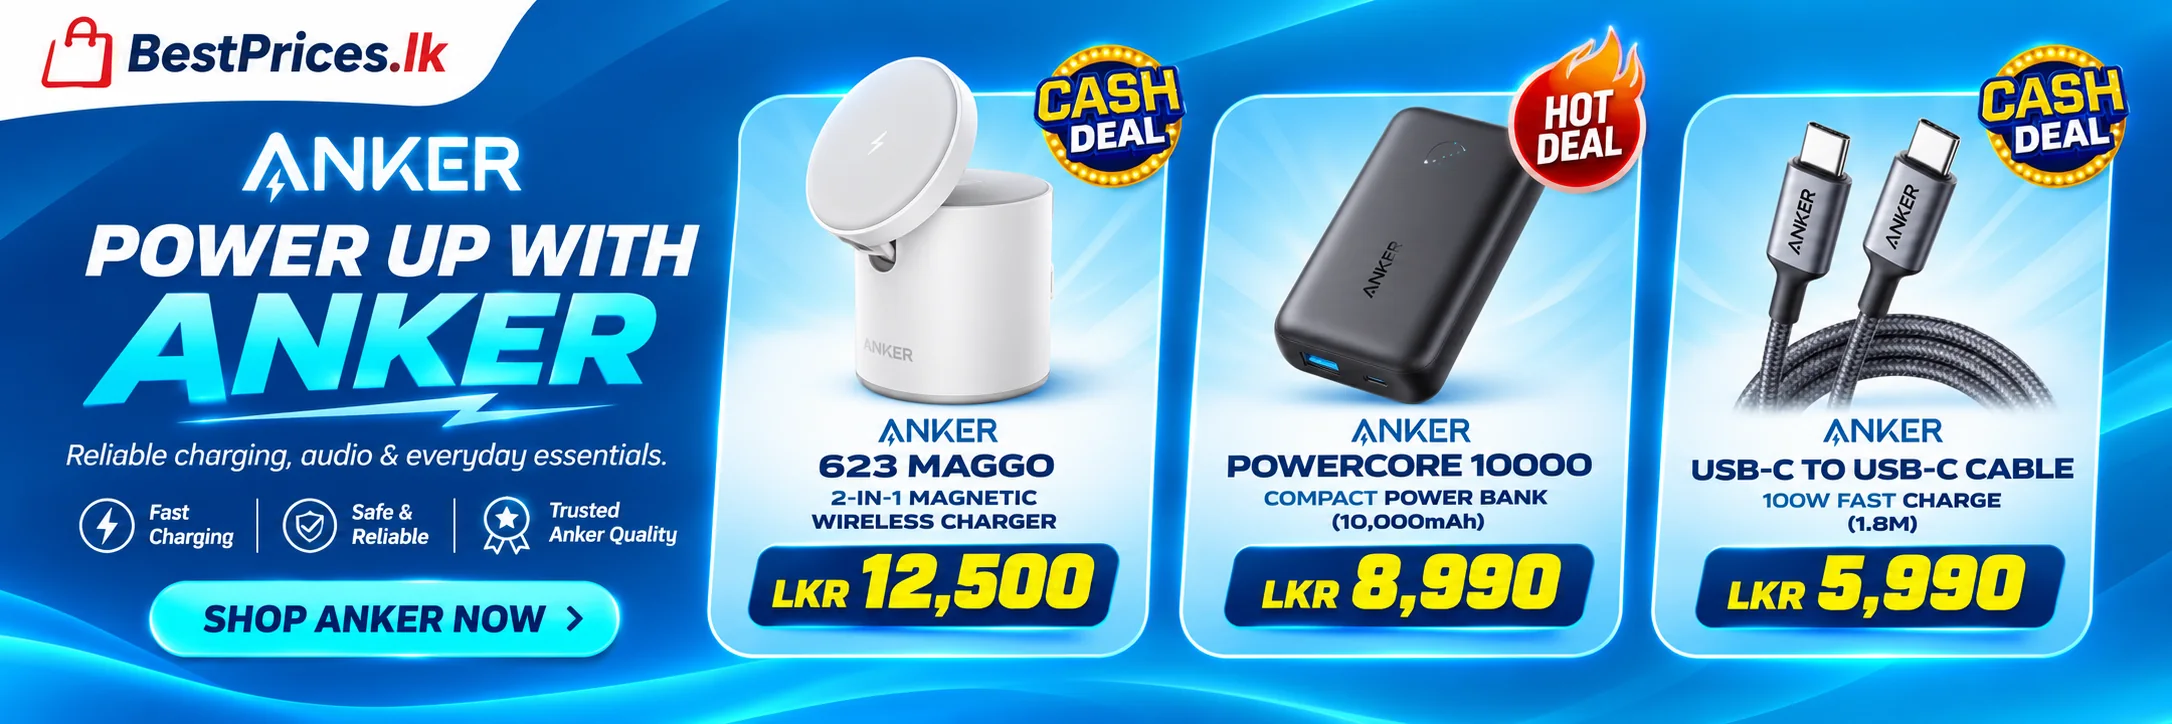 BestPrices.lk
ANKER
POWER UP WITH
ANKER
Reliable charging, audio & everyday essentials.
Fast
Charging
Safe &
Reliable
Trusted
Anker Quality
SHOP ANKER NOW
CASH
DEAL
ANKER
ANKER
623 MAGGO
2-IN-1 MAGNETIC
WIRELESS CHARGER
LKR 12,500
HOT
DEAL
ANKER
ANKER
POWERCORE 10000
COMPACT POWER BANK
(10,000mAh)
LKR 8,990
CASH
DEAL
ANKER
ANKER
ANKER
USB-C TO USB-C CABLE
100W FAST CHARGE
(1.8M)
LKR 5,990